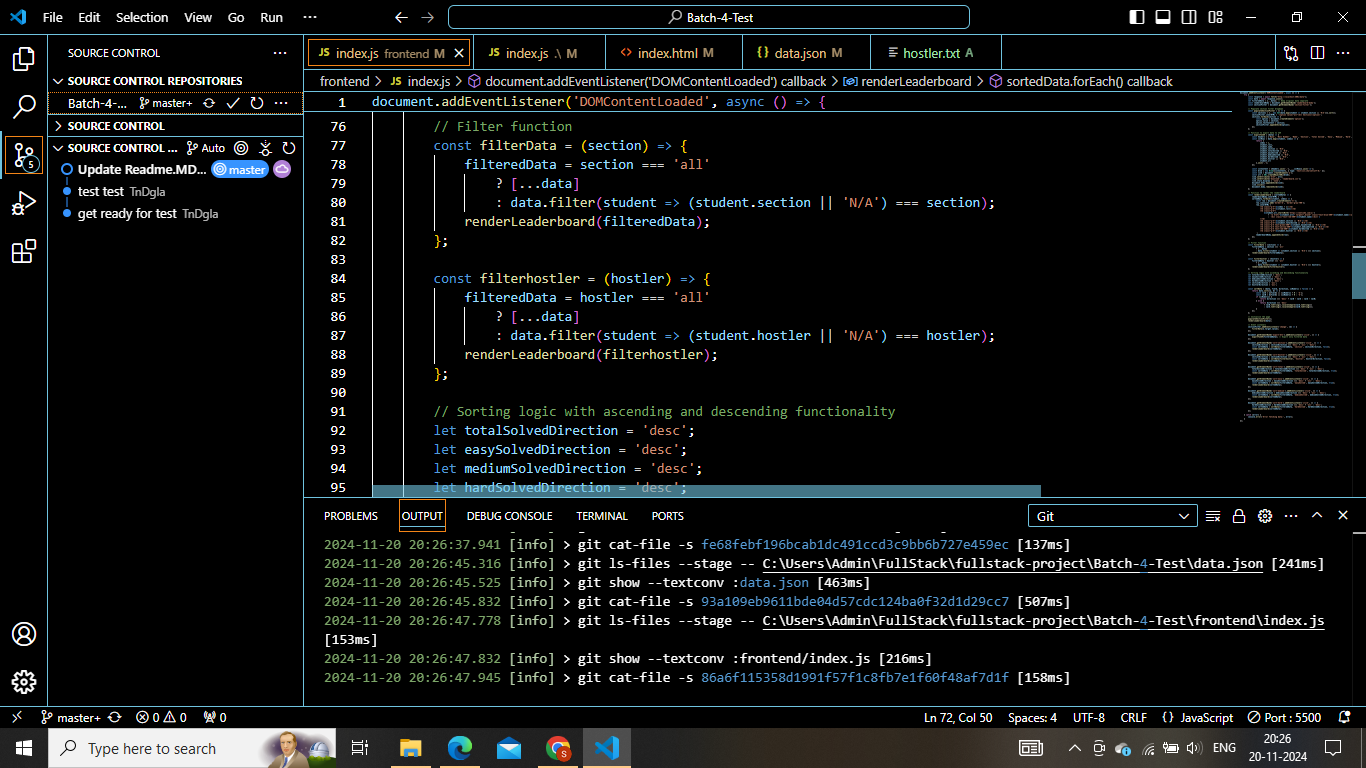 File Edit Selection View Go Run ··· Batch-4-Test
SOURCE CONTROL ···
SOURCE CONTROL REPOSITORIES
Batch-4-... master+ ···
SOURCE CONTROL
SOURCE CONTROL ... Auto
Update Readme.MD... master
test test TnDgla
get ready for test TnDgla
5
JS index.js frontend M
JS index.js .\ M
<> index.html M
{} data.json M
hostler.txt A
···
frontend > JS index.js > document.addEventListener('DOMContentLoaded') callback > renderLeaderboard > sortedData.forEach() callback
1 document.addEventListener('DOMContentLoaded', async () => {
76 // Filter function
77 const filterData = (section) => {
78 filteredData = section === 'all'
79 ? [...data]
80 : data.filter(student => (student.section || 'N/A') === section);
81 renderLeaderboard(filteredData);
82 };
83
84 const filterhostler = (hostler) => {
85 filteredData = hostler === 'all'
86 ? [...data]
87 : data.filter(student => (student.hostler || 'N/A') === hostler);
88 renderLeaderboard(filterhostler);
89 };
90
91 // Sorting logic with ascending and descending functionality
92 let totalSolvedDirection = 'desc';
93 let easySolvedDirection = 'desc';
94 let mediumSolvedDirection = 'desc';
95 let hardSolvedDirection = 'desc';
PROBLEMS OUTPUT DEBUG CONSOLE TERMINAL PORTS Git ···
2024-11-20 20:26:37.941 [info] > git cat-file -s fe68febf196bcab1dc491ccd3c9bb6b727e459ec [137ms]
2024-11-20 20:26:45.316 [info] > git ls-files --stage -- C:\Users\Admin\FullStack\fullstack-project\Batch-4-Test\data.json [241ms]
2024-11-20 20:26:45.525 [info] > git show --textconv :data.json [463ms]
2024-11-20 20:26:45.832 [info] > git cat-file -s 93a109eb9611bde04d57cdc124ba0f32d1d29cc7 [507ms]
2024-11-20 20:26:47.778 [info] > git ls-files --stage -- C:\Users\Admin\FullStack\fullstack-project\Batch-4-Test\frontend\index.js
[153ms]
2024-11-20 20:26:47.832 [info] > git show --textconv :frontend/index.js [216ms]
2024-11-20 20:26:47.945 [info] > git cat-file -s 86a6f115358d1991f57f1c8fb7e1f60f48af7d1f [158ms]
master+ 0 0 0 Ln 72, Col 50 Spaces: 4 UTF-8 CRLF {} JavaScript Port : 5500
Type here to search ENG 20:26
20-11-2024